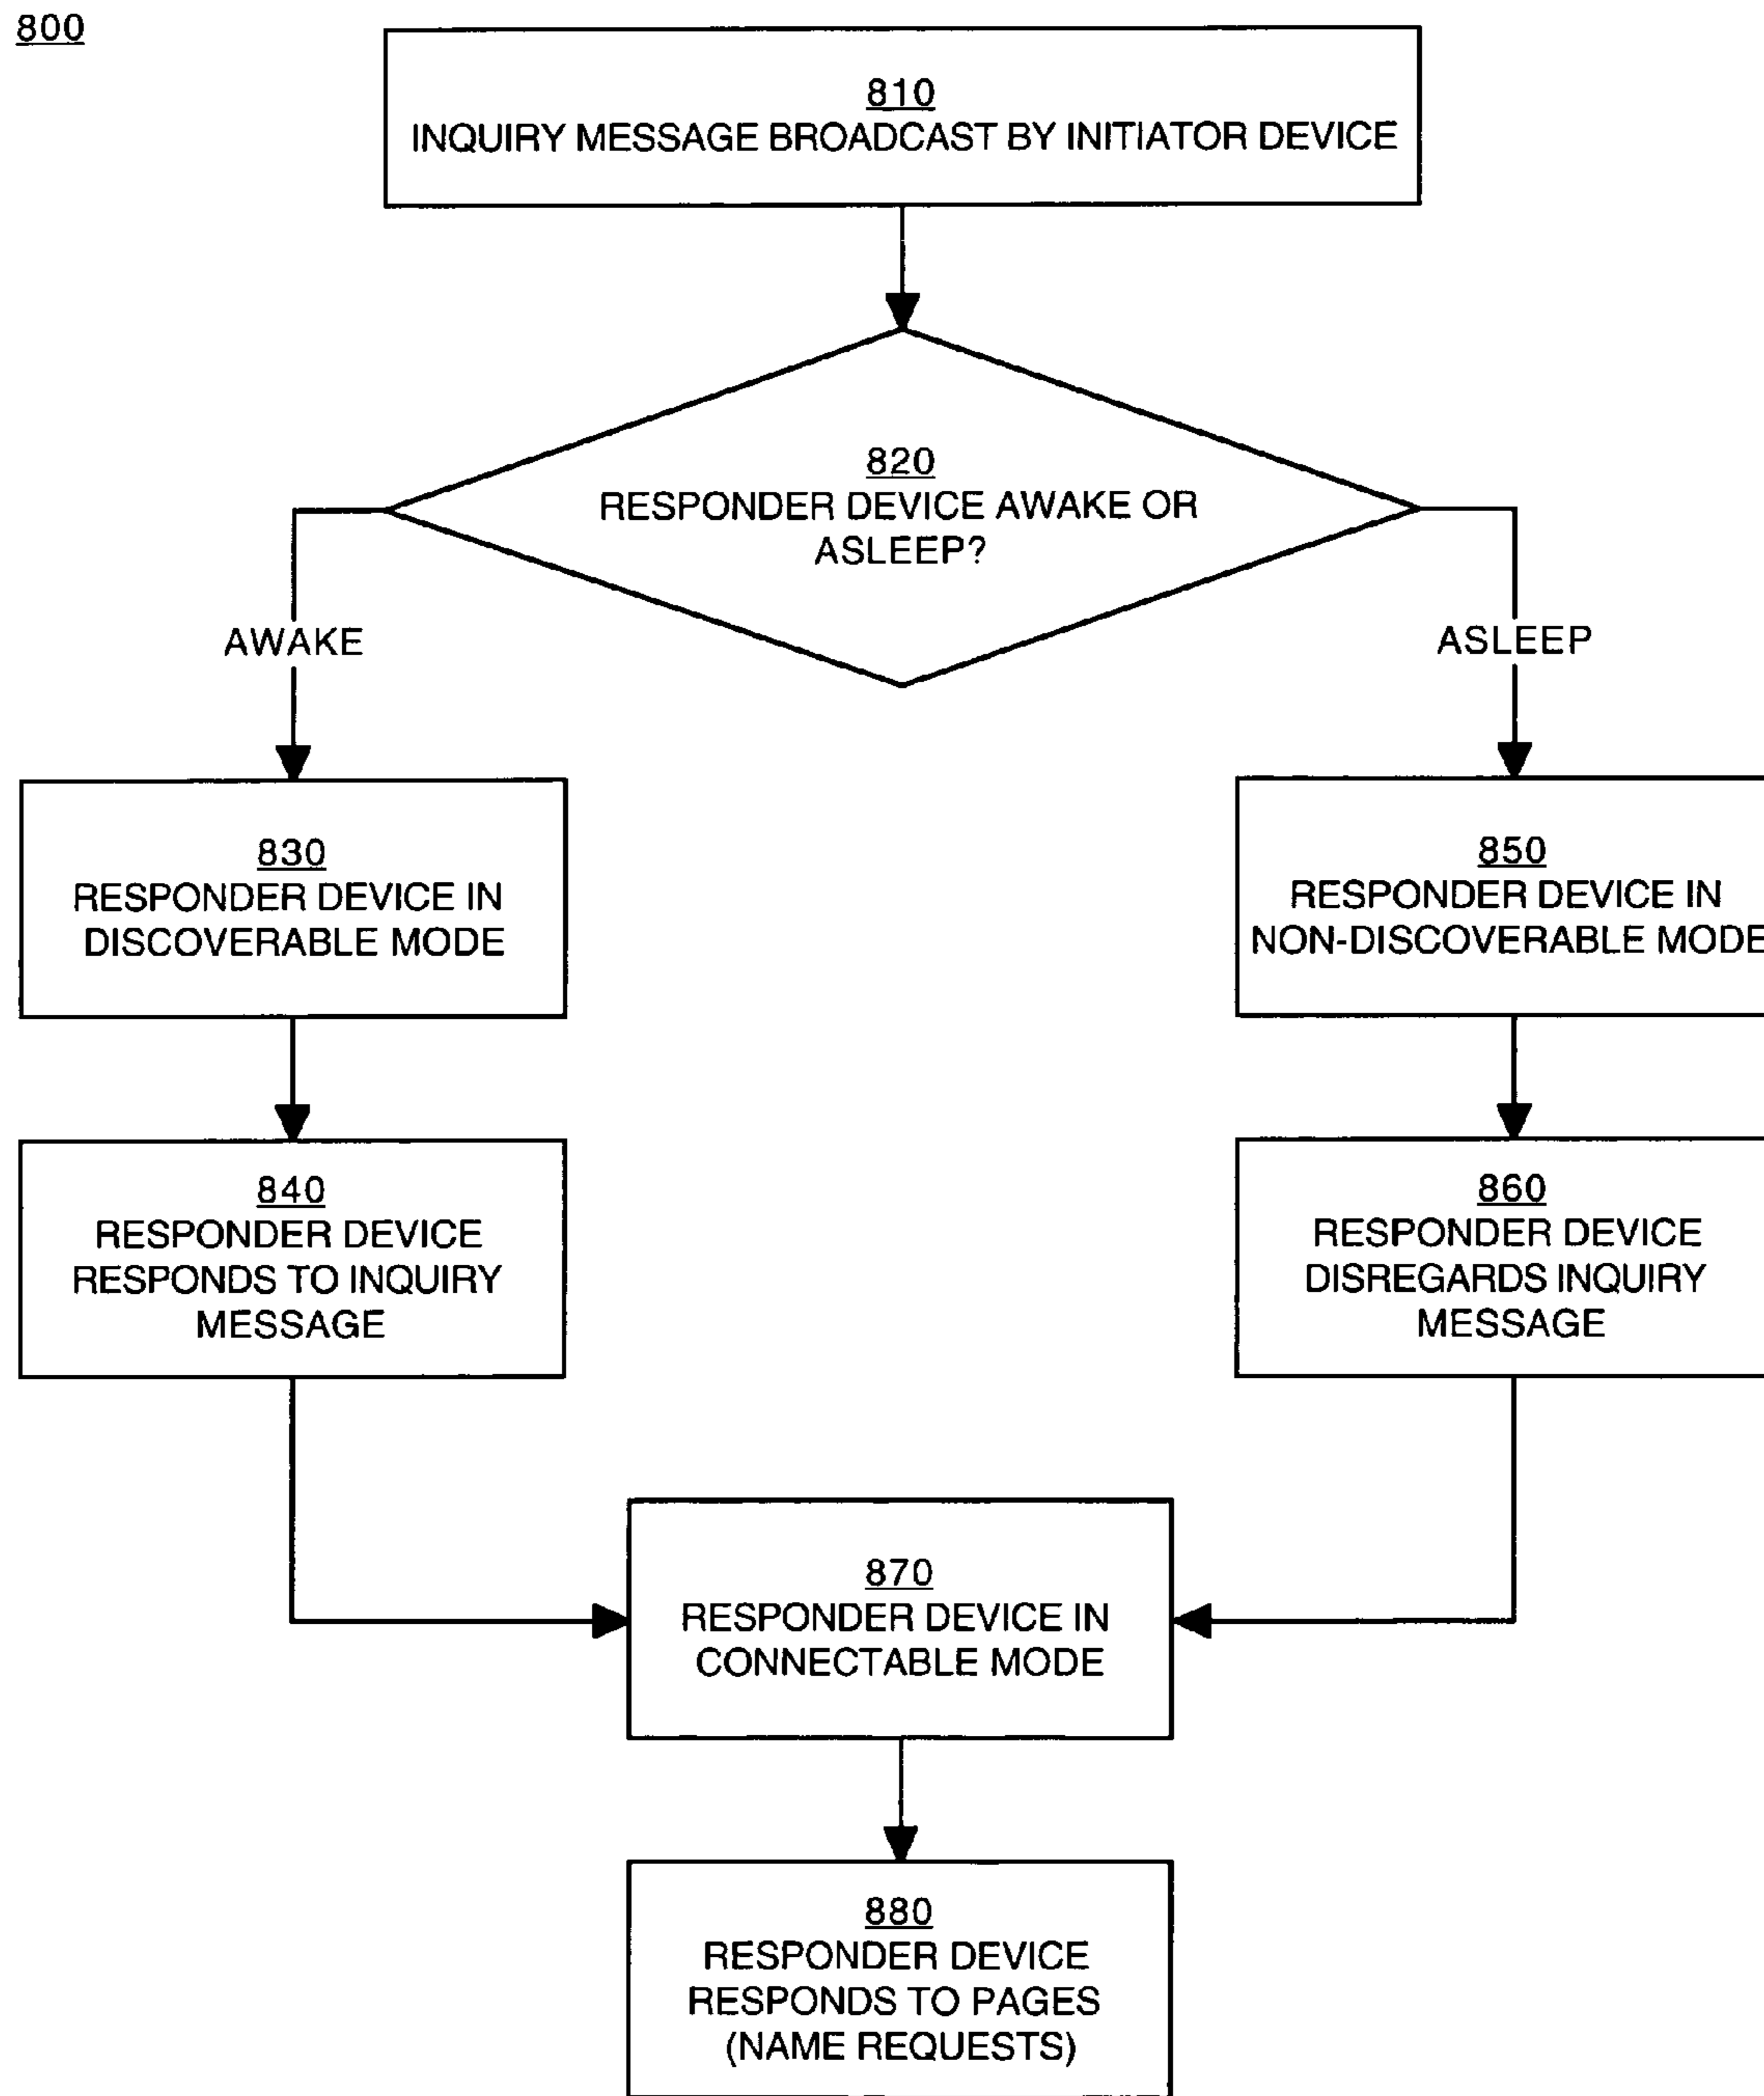 800
810
INQUIRY MESSAGE BROADCAST BY INITIATOR DEVICE
820
RESPONDER DEVICE AWAKE OR
ASLEEP?
AWAKE
ASLEEP
830
RESPONDER DEVICE IN
DISCOVERABLE MODE
850
RESPONDER DEVICE IN
NON-DISCOVERABLE MODE
840
RESPONDER DEVICE
RESPONDS TO INQUIRY
MESSAGE
860
RESPONDER DEVICE
DISREGARDS INQUIRY
MESSAGE
870
RESPONDER DEVICE IN
CONNECTABLE MODE
880
RESPONDER DEVICE
RESPONDS TO PAGES
(NAME REQUESTS)